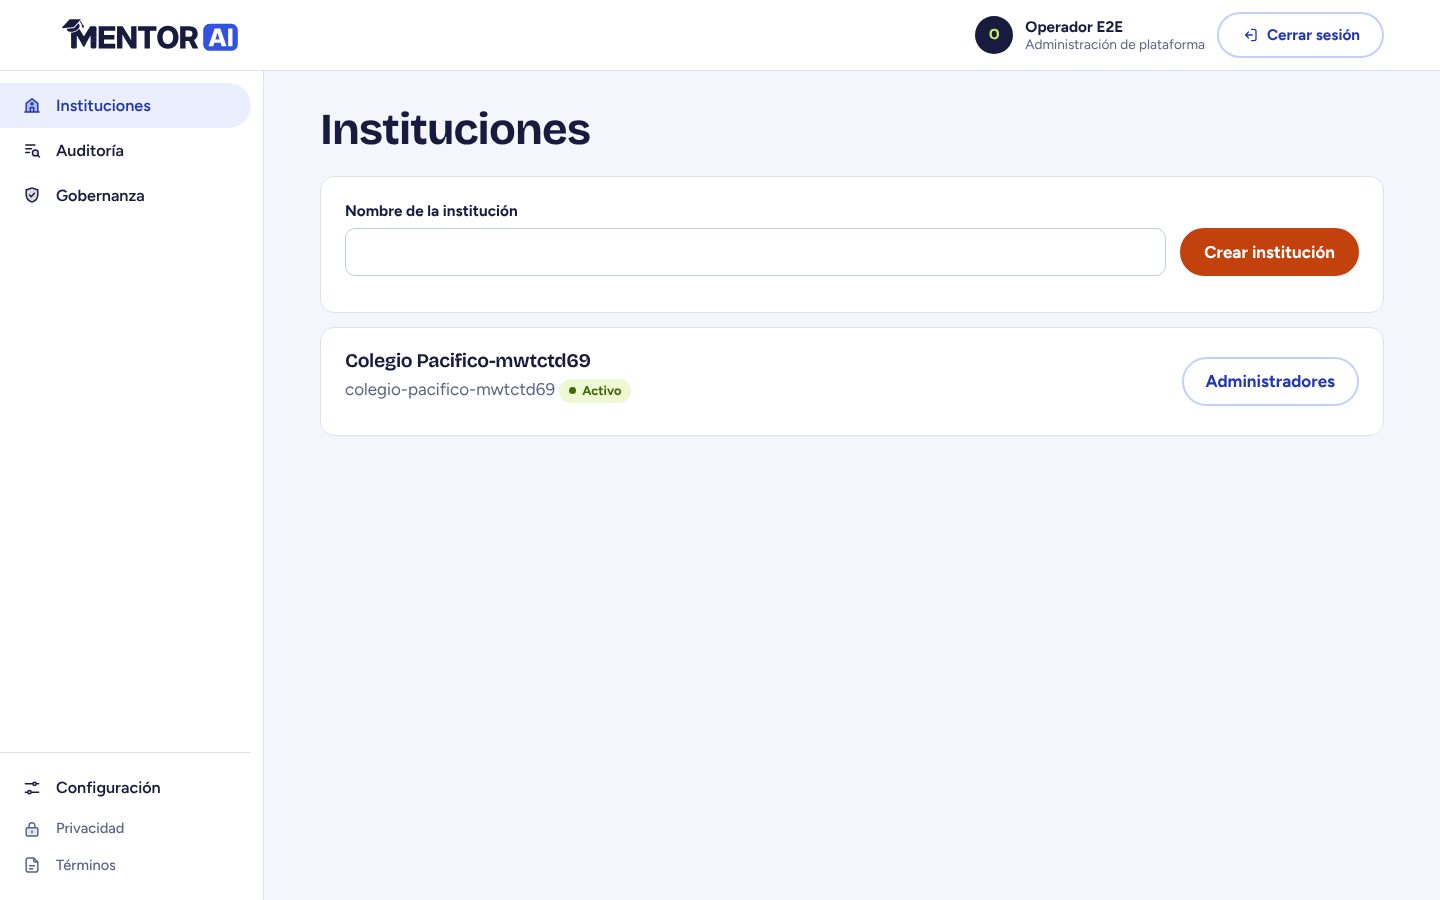 MENTOR AI
O
Operador E2E
Administración de plataforma
Cerrar sesión
Instituciones
Auditoría
Gobernanza
Instituciones
Nombre de la institución
Crear institución
Colegio Pacifico-mwtctd69
colegio-pacifico-mwtctd69 Activo
Administradores
Configuración
Privacidad
Términos